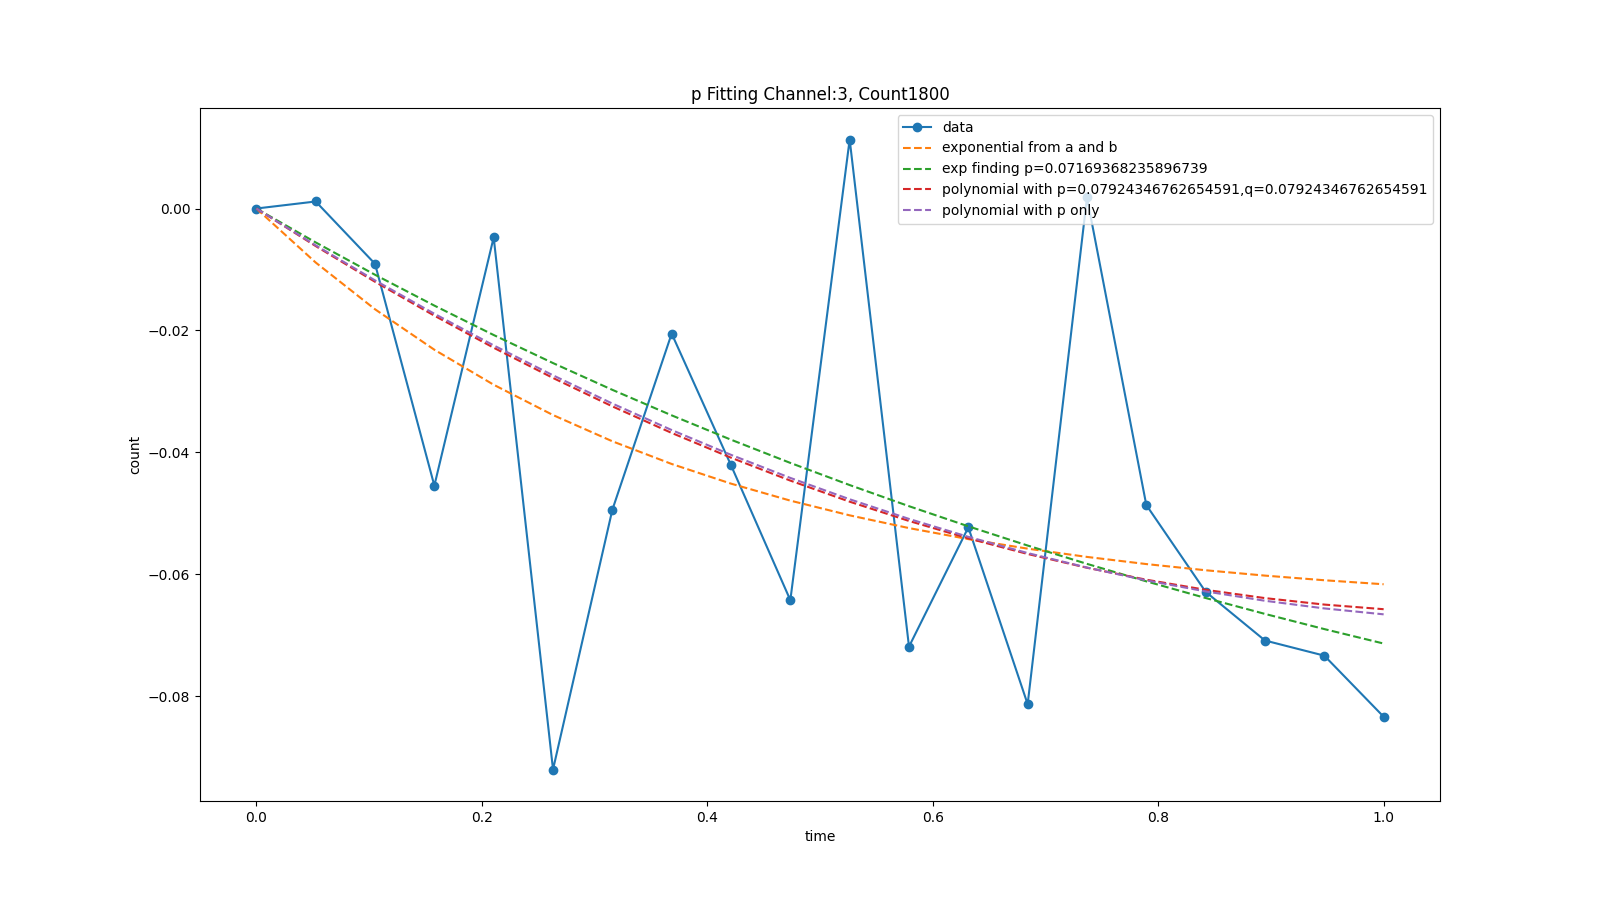 p Fitting Channel:3, Count1800
data
exponential from a and b
exp finding p=0.07169368235896739
polynomial with p=0.07924346762654591,q=0.07924346762654591
polynomial with p only
0.00
−0.02
−0.04
−0.06
−0.08
count
0.0 0.2 0.4 0.6 0.8 1.0
time